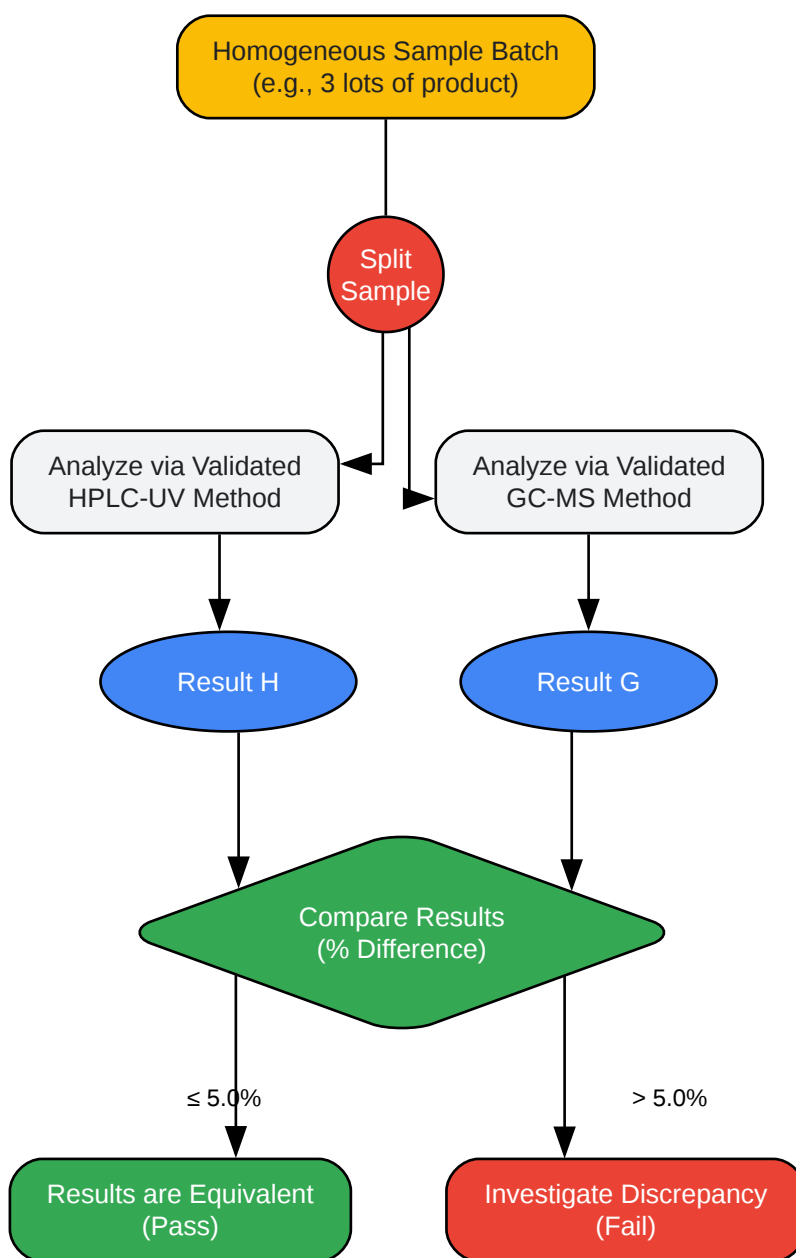 Homogeneous Sample Batch
(e.g., 3 lots of product)
Split
Sample
Analyze via Validated
HPLC-UV Method
Analyze via Validated
GC-MS Method
Result H
Result G
Compare Results
(% Difference)
≤ 5.0%
> 5.0%
Results are Equivalent
(Pass)
Investigate Discrepancy
(Fail)